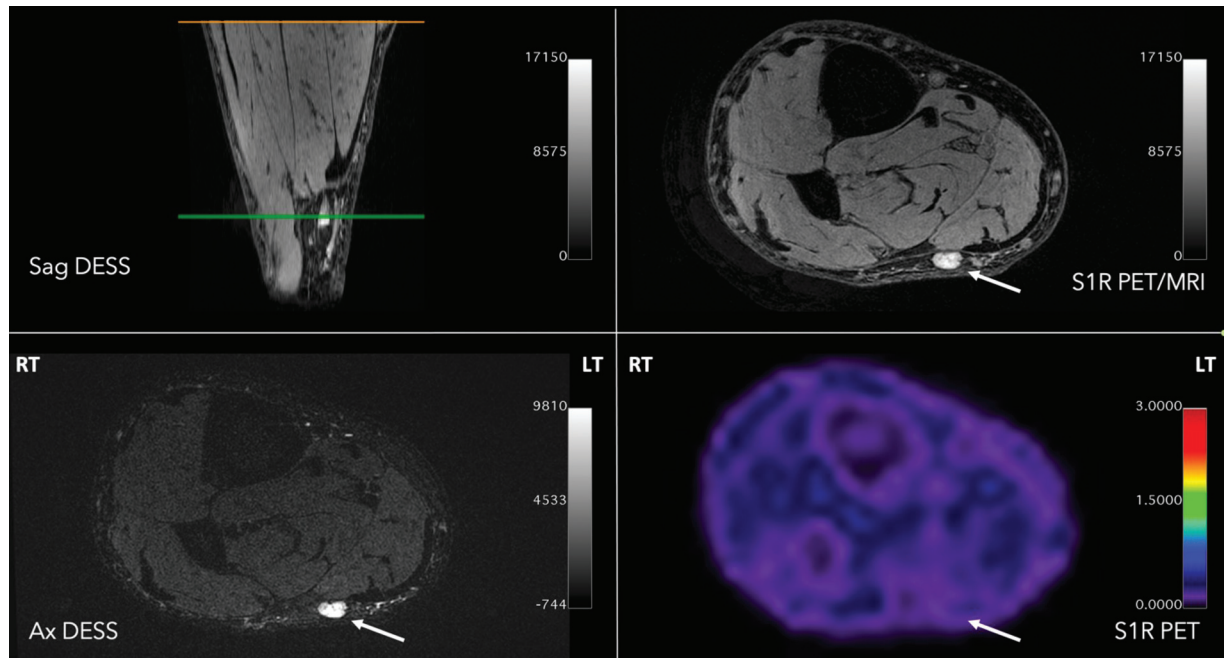 17150
8575
0
Sag DESS
17150
8575
0
S1R PET/MRI
RT
LT
9810
4533
-744
Ax DESS
RT
LT
3.0000
1.5000
0.0000
S1R PET